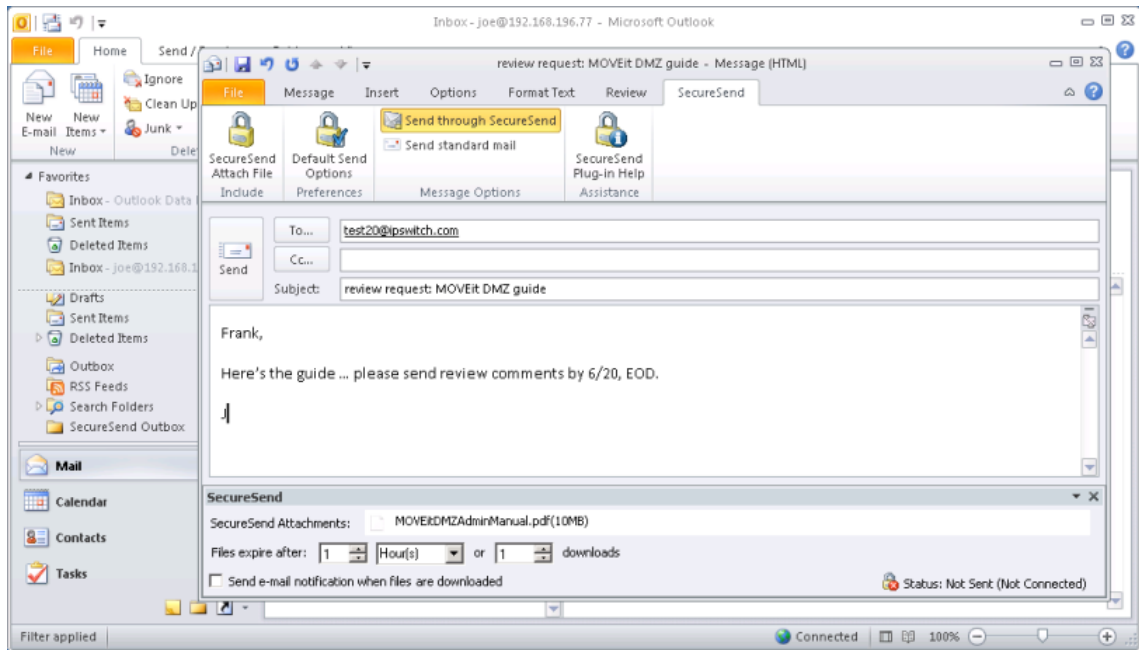 Inbox - joe@192.168.196.77 - Microsoft Outlook
File Home Send /
review request: MOVEit DMZ guide - Message (HTML)
File Message Insert Options Format Text Review SecureSend
New E-mail
New Items
Ignore
Clean Up
Junk
New
Dele
SecureSend Attach File
Default Send Options
Send through SecureSend
Send standard mail
SecureSend Plug-in Help
Include Preferences Message Options Assistance
Favorites
Inbox - Outlook Data
Sent Items
Deleted Items
Inbox - joe@192.168.1
Drafts
Sent Items
Deleted Items
Outbox
RSS Feeds
Search Folders
SecureSend Outbox
Mail
Calendar
Contacts
Tasks
Send
To... test20@ipswitch.com
Cc...
Subject: review request: MOVEit DMZ guide
Frank,
Here's the guide ... please send review comments by 6/20, EOD.
J
SecureSend
SecureSend Attachments: MOVEitDMZAdminManual.pdf(10MB)
Files expire after: 1 Hour(s) or 1 downloads
Send e-mail notification when files are downloaded
Status: Not Sent (Not Connected)
Filter applied
Connected 100%